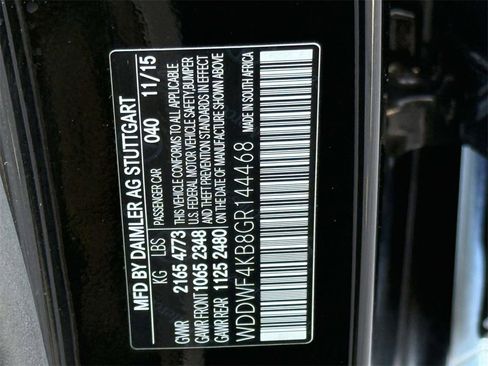 MFD BY DAIMLER AG STUTTGART
KG LBS PASSENGER CAR 040 11/15
GVWR 2165 4773 THIS VEHICLE CONFORMS TO ALL APPLICABLE
GAWR FRONT 1065 2348 U.S. FEDERAL MOTOR VEHICLE SAFETY,BUMPER
AND THEFT PREVENTION STANDARDS IN EFFECT
GAWR REAR 1125 2480 ON THE DATE OF MANUFACTURE SHOWN ABOVE
WDDWF4KB8GR144468 MADE IN SOUTH AFRICA